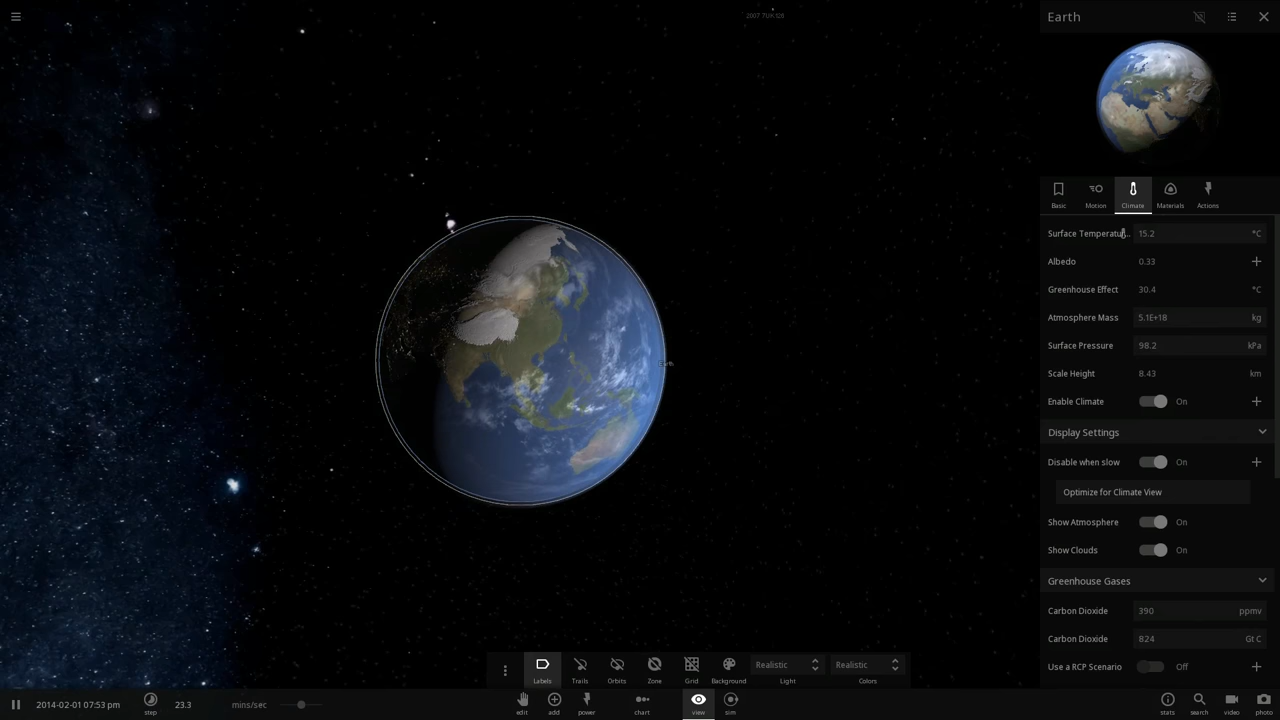 Earth
Basic Motion Climate Materials Actions
Surface Temperatu... 15.2 °C
Albedo 0.33
Greenhouse Effect 30.4 °C
Atmosphere Mass 5.1E+18 kg
Surface Pressure 98.2 kPa
Scale Height 8.43 km
Enable Climate On
Display Settings
Disable when slow On
Optimize for Climate View
Show Atmosphere On
Show Clouds On
Greenhouse Gases
Carbon Dioxide 390 ppmv
Carbon Dioxide 824 Gt C
Use a RCP Scenario Off
Earth
Realistic Realistic
Labels Trails Orbits Zone Grid Background Light Colors
2014-02-01 07:53 pm step 23.3 mins/sec edit add power chart view sim stats search video photo